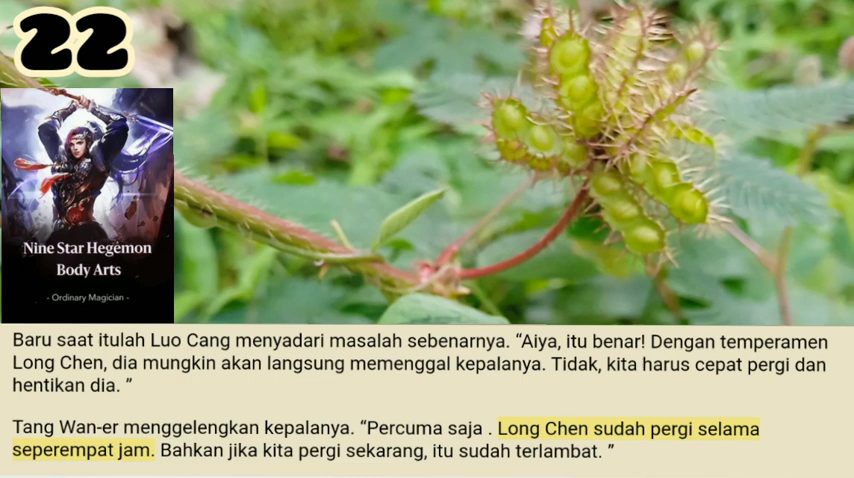 22
Nine Star Hegemon
Body Arts
- Ordinary Magician -
Baru saat itulah Luo Cang menyadari masalah sebenarnya. “Aiya, itu benar! Dengan temperamen
Long Chen, dia mungkin akan langsung memenggal kepalanya. Tidak, kita harus cepat pergi dan
hentikan dia. ”
Tang Wan-er menggelengkan kepalanya. “Percuma saja . Long Chen sudah pergi selama
seperempat jam. Bahkan jika kita pergi sekarang, itu sudah terlambat. ”